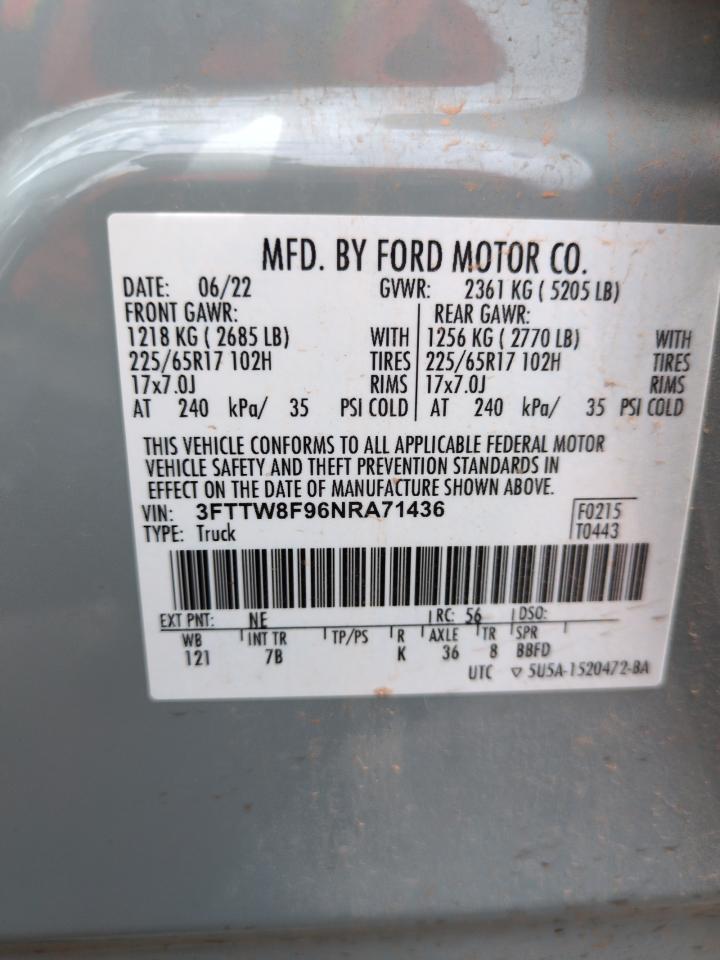 MFD. BY FORD MOTOR CO.
DATE: 06/22 GVWR: 2361 KG ( 5205 LB)
FRONT GAWR: REAR GAWR:
1218 KG ( 2685 LB) WITH 1256 KG ( 2770 LB) WITH
225/65R17 102H TIRES 225/65R17 102H TIRES
17x7.0J RIMS 17x7.0J RIMS
AT 240 kPa/ 35 PSI COLD AT 240 kPa/ 35 PSI COLD
THIS VEHICLE CONFORMS TO ALL APPLICABLE FEDERAL MOTOR
VEHICLE SAFETY AND THEFT PREVENTION STANDARDS IN
EFFECT ON THE DATE OF MANUFACTURE SHOWN ABOVE.
VIN: 3FTTW8F96NRA71436 F0215
TYPE: Truck T0443
EXT PNT: NE RC: 56 DSO:
WB INT TR TP/PS R AXLE TR SPR
121 7B K 36 8 BBFD
UTC ▽ 5U5A-1520472-BA